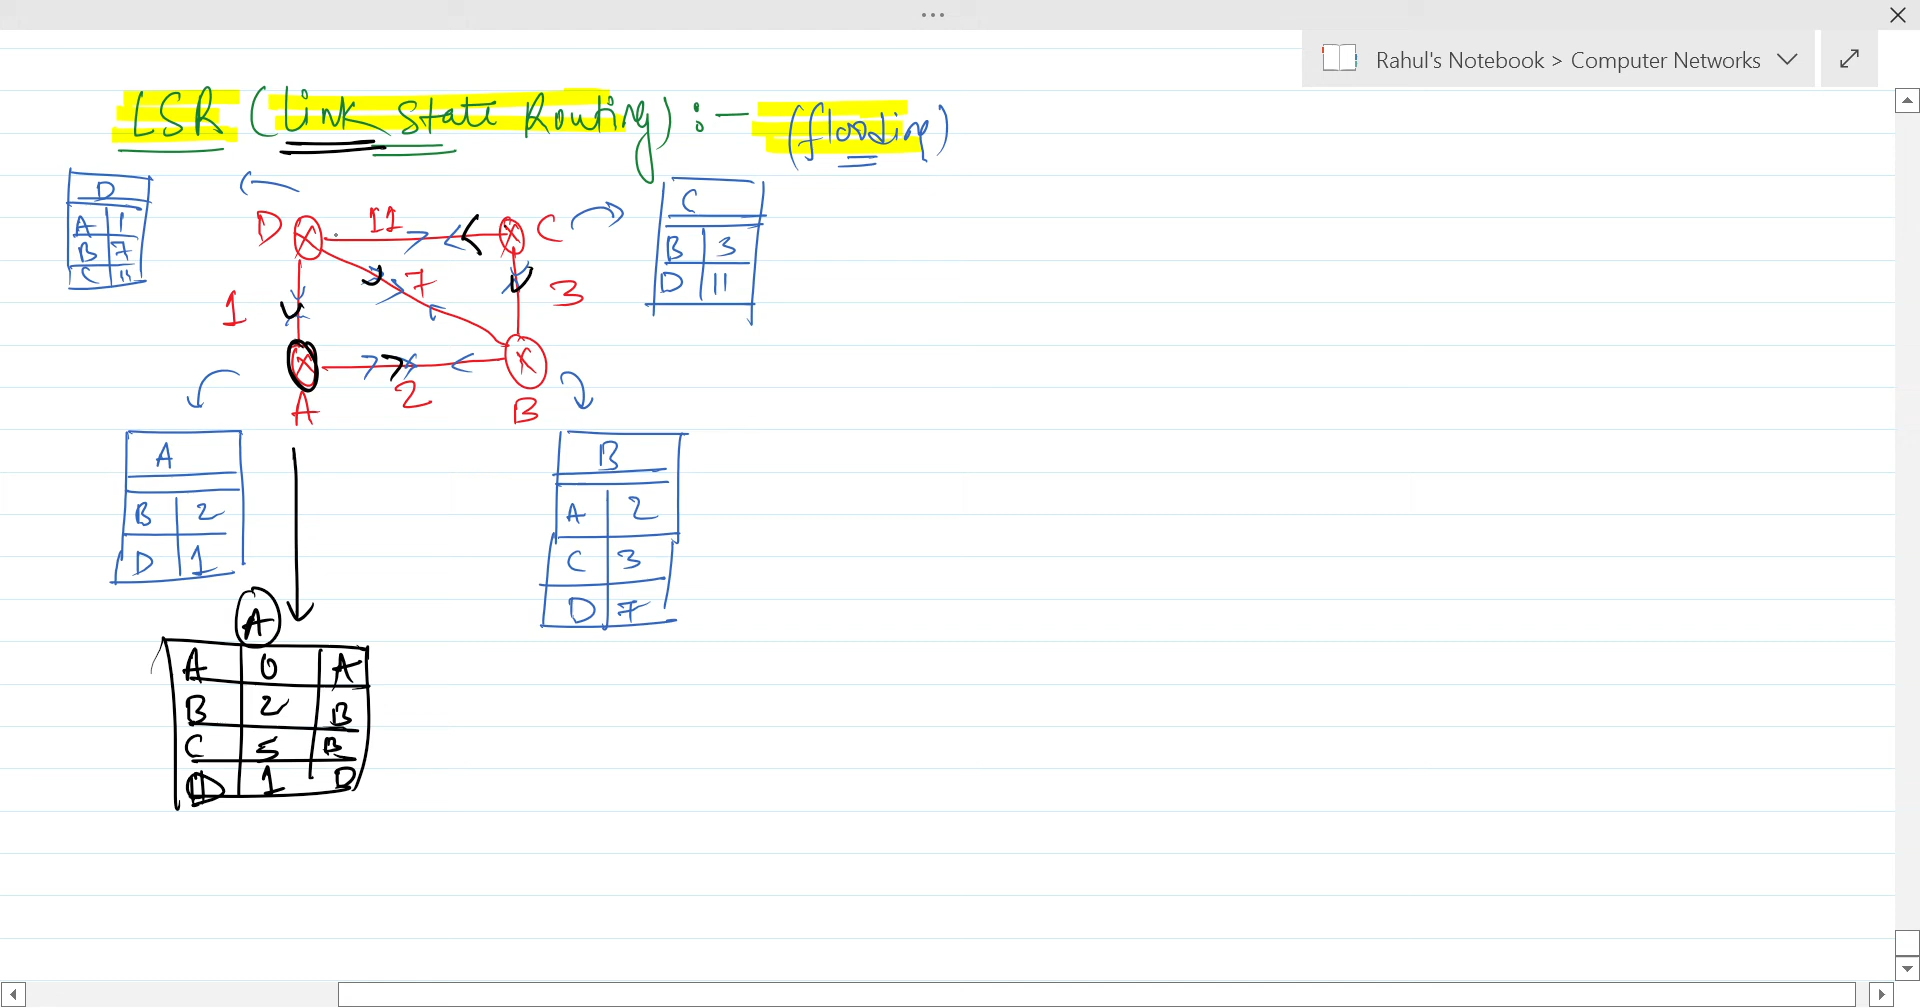 Rahul's Notebook > Computer Networks
LSR (Link State Routing) :- (flooding)
D
A 1
B 7
C 11
D 11 C
C
B 3
D 11
1 7 3
2
A B
A
B 2
D 1
B
A 2
C 3
D 7
A
A 0 A
B 2 B
C 5 B
D 1 D